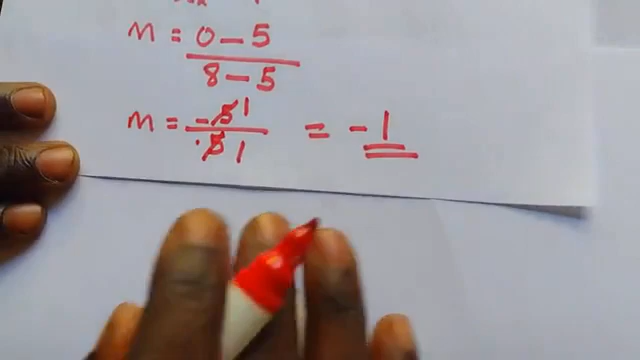 m = 0 - 5
8 - 5
m = -5 1 = -1
5 1